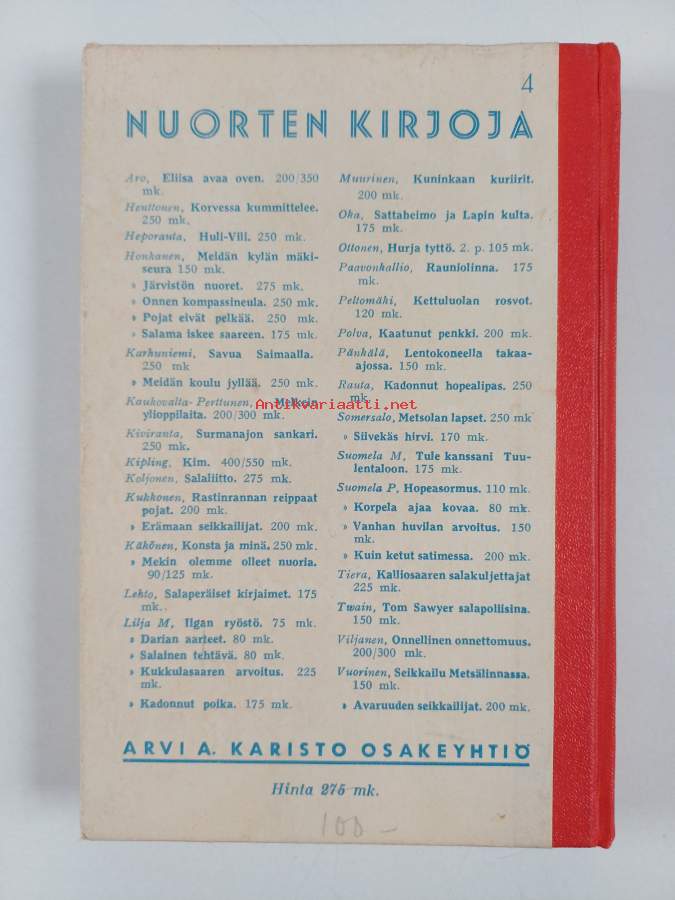 4
NUORTEN KIRJOJA
Aro, Eliisa avaa oven. 200/350
mk.
Heuttonen, Korvessa kummittelee.
250 mk.
Heporauta, Huli-Vili. 250 mk.
Honkanen, Meidän kylän mäki-
seura 150 mk.
» Järvistön nuoret. 275 mk.
» Onnen kompassineula. 250 mk.
» Pojat eivät pelkää. 250 mk.
» Salama iskee saareen. 175 mk.
Karhuniemi, Savua Saimaalla.
250 mk
» Meidän koulu jyllää. 250 mk.
Kaukovalta-Perttunen, Melkein
ylioppilaita. 200/300 mk.
Kiviranta, Surmanajon sankari.
250 mk.
Kipling, Kim. 400/550 mk.
Koljonen, Salaliitto. 275 mk.
Kukkonen, Rastinrannan reippaat
pojat. 200 mk.
» Erämaan seikkailijat. 200 mk.
Kähönen, Konsta ja minä. 250 mk.
» Mekin olemme olleet nuoria.
90/125 mk.
Lehto, Salaperäiset kirjaimet. 175
mk.
Lilja M, Ilgan ryöstö. 75 mk.
» Darian aarteet. 80 mk.
» Salainen tehtävä. 80 mk.
» Kukkulasaaren arvoitus. 225
mk.
» Kadonnut poika. 175 mk.
Muurinen, Kuninkaan kuriirit.
200 mk.
Oha, Sattaheimo ja Lapin kulta.
175 mk.
Ottonen, Hurja tyttö. 2. p. 105 mk.
Paavonkallio, Rauniolinna. 175
mk.
Peltomäki, Kettuluolan rosvot.
120 mk.
Polva, Kaatunut penkki. 200 mk.
Pänhälä, Lentokoneella takaa-
ajossa. 150 mk.
Rauta, Kadonnut hopealipas. 250
mk.
Somersalo, Metsolan lapset. 250 mk
» Siivekäs hirvi. 170 mk.
Suomela M, Tule kanssani Tuu-
lentaloon. 175 mk.
Suomela P, Hopeasormus. 110 mk.
» Korpela ajaa kovaa. 80 mk.
» Vanhan huvilan arvoitus. 150
mk.
» Kuin ketut satimessa. 200 mk.
Tiera, Kalliosaaren salakuljettajat
225 mk.
Twain, Tom Sawyer salapoliisina.
150 mk.
Viljanen, Onnellinen onnettomuus.
200/300 mk.
Vuorinen, Seikkailu Metsälinnassa.
150 mk.
» Avaruuden seikkailijat. 200 mk.
Antikvariaatti.net
ARVI A. KARISTO OSAKEYHTIÖ
Hinta 275 mk.
100 -